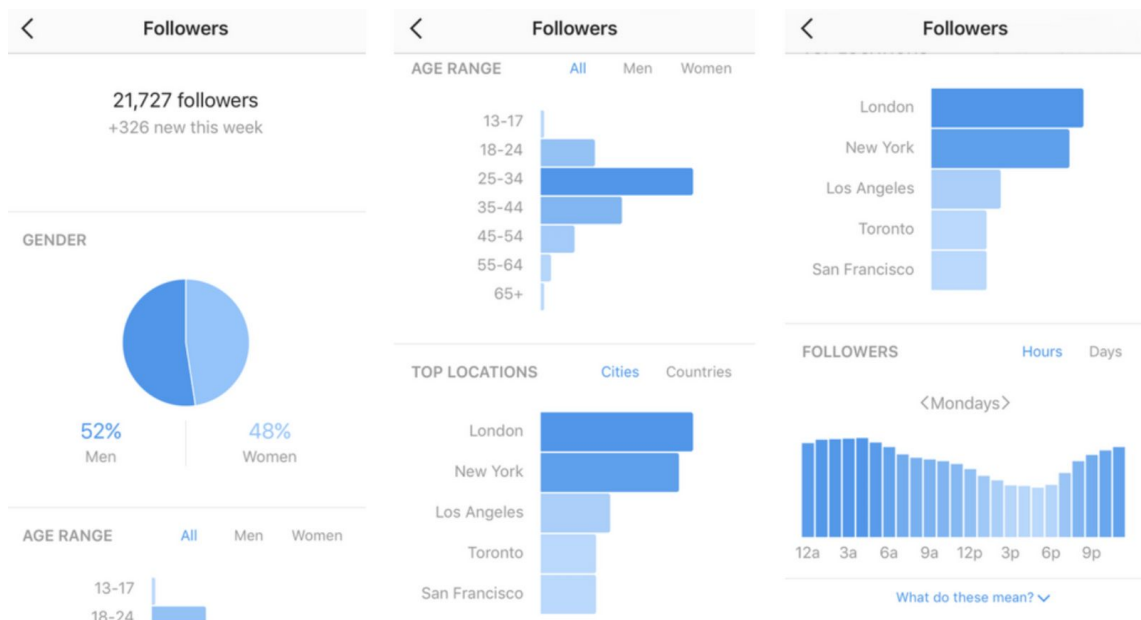 Followers
21,727 followers
+326 new this week
GENDER
52%
Men
48%
Women
AGE RANGE All Men Women
13-17
18-24
Followers
AGE RANGE All Men Women
13-17
18-24
25-34
35-44
45-54
55-64
65+
TOP LOCATIONS Cities Countries
London
New York
Los Angeles
Toronto
San Francisco
Followers
London
New York
Los Angeles
Toronto
San Francisco
FOLLOWERS Hours Days
<Mondays>
12a 3a 6a 9a 12p 3p 6p 9p
What do these mean?